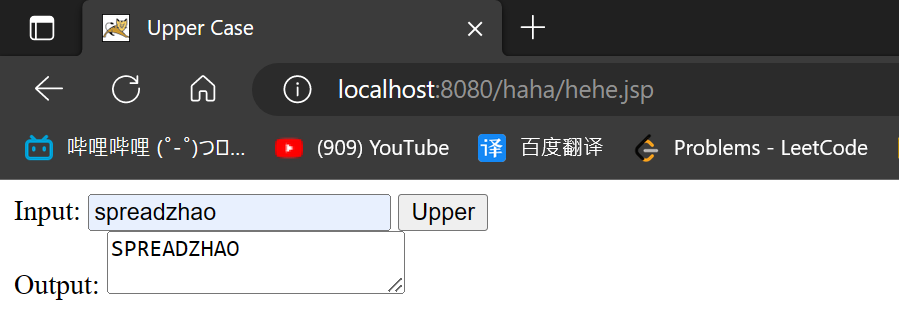 Upper Case
localhost:8080/haha/hehe.jsp
哔哩哔哩 (゜-゜)つロ... (909) YouTube 译 百度翻译 Problems - LeetCode
Input: spreadzhao Upper
SPREADZHAO
Output: